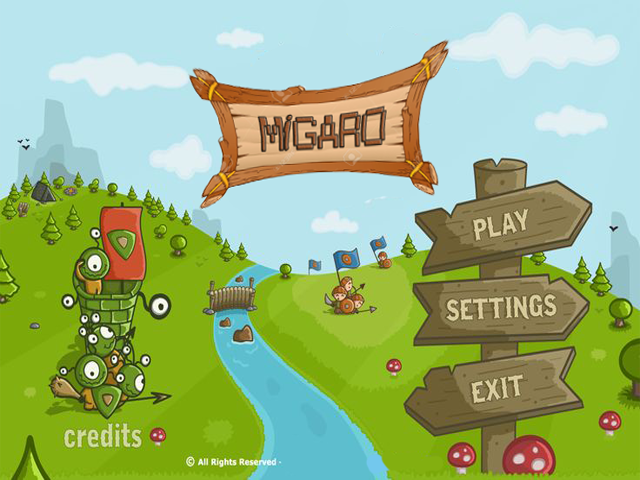 MiGARO
PLAY
SETTINGS
EXIT
credits
© All Rights Reserved -